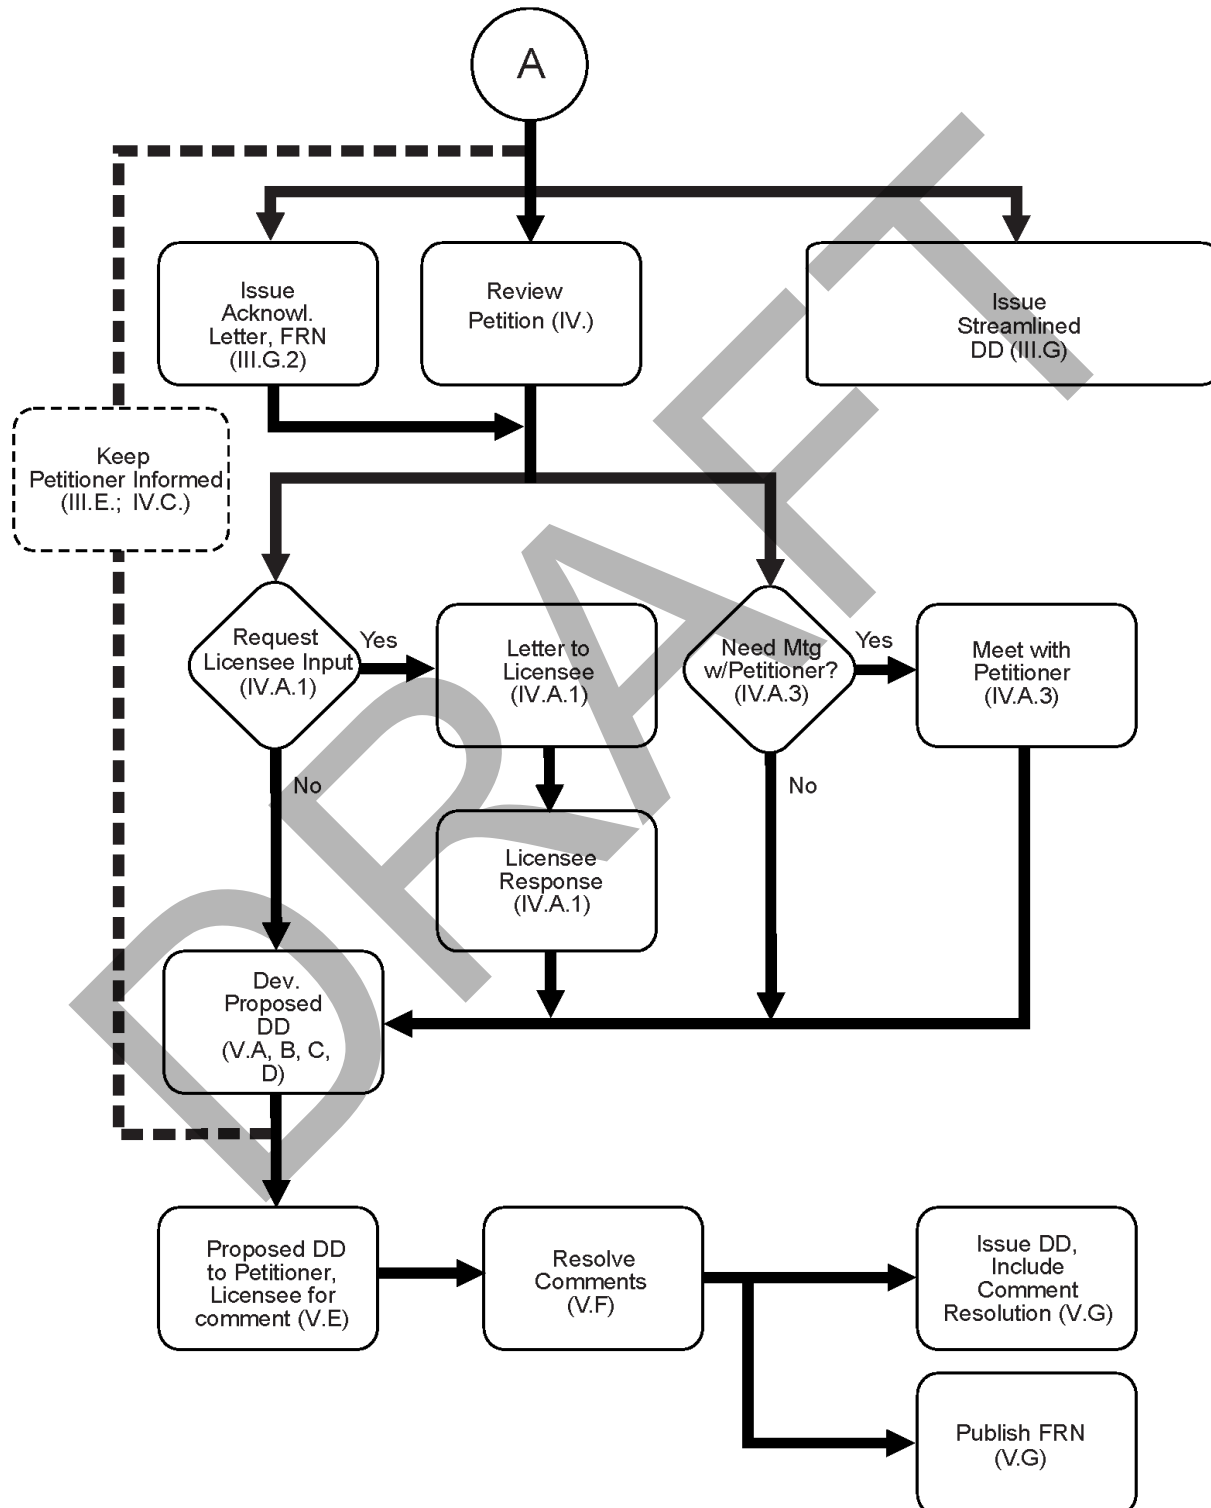 A
Issue
Acknowl.
Letter, FRN
(III.G.2)
Review
Petition (IV.)
Issue
Streamlined
DD (III.G)
Keep
Petitioner Informed
(III.E.; IV.C.)
Request
Licensee Input
(IV.A.1)
Yes
Letter to
Licensee
(IV.A.1)
Need Mtg
w/Petitioner?
(IV.A.3)
Yes
Meet with
Petitioner
(IV.A.3)
No
No
Licensee
Response
(IV.A.1)
Dev.
Proposed
DD
(V.A, B, C,
D)
Proposed DD
to Petitioner,
Licensee for
comment (V.E)
Resolve
Comments
(V.F)
Issue DD,
Include
Comment
Resolution (V.G)
Publish FRN
(V.G)
DRAFT